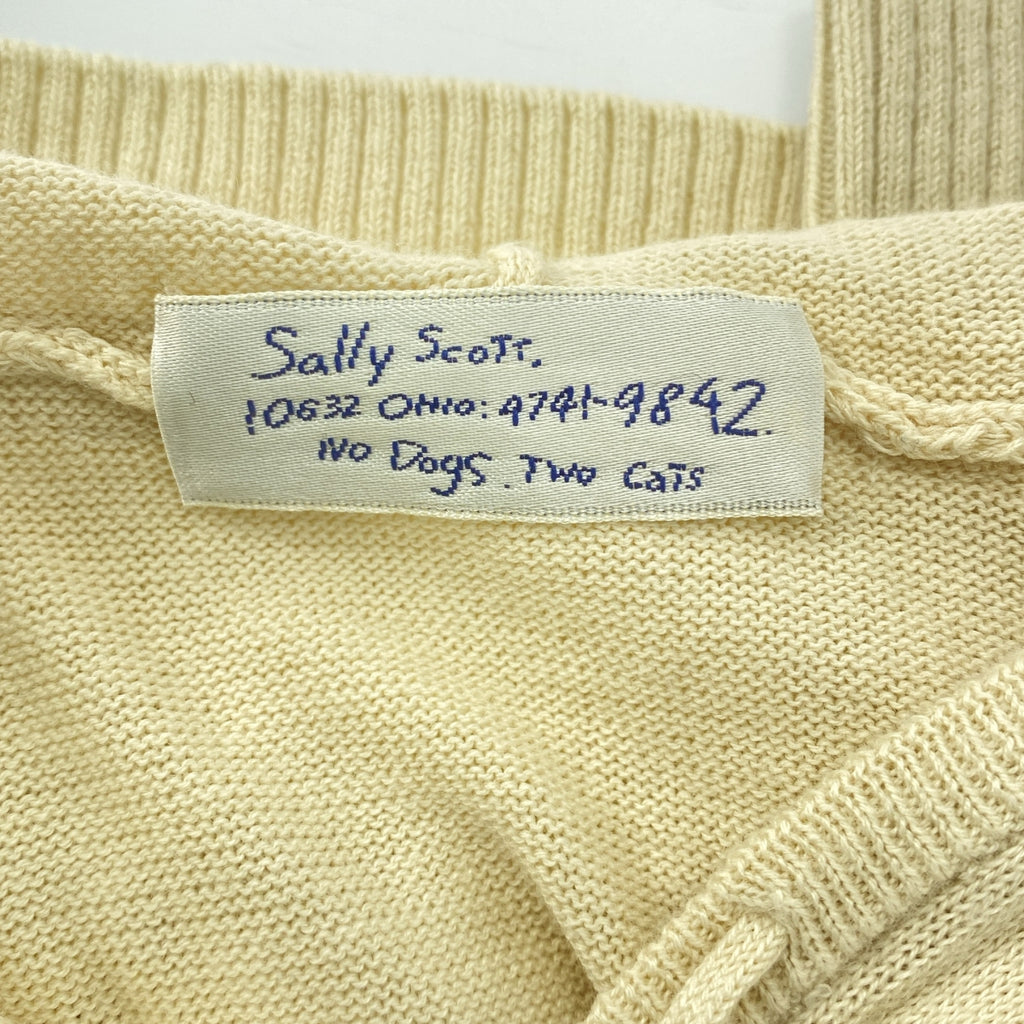 Sally Scott.
10632 OHIO: 4741-9842.
No Dogs. Two Cats